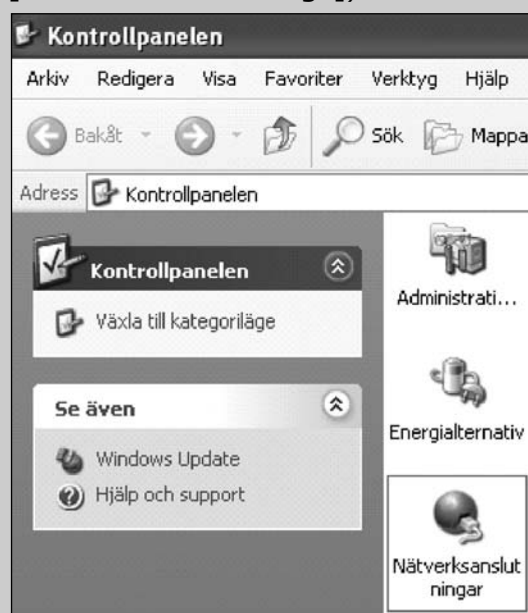 Kontrollpanelen
Arkiv Redigera Visa Favoriter Verktyg Hjälp
Bakåt Sök Mappa
Adress Kontrollpanelen
Kontrollpanelen
Växla till kategoriläge
Se även
Windows Update
Hjälp och support
Administrati...
Energialternativ
Nätverksanslut
ningar